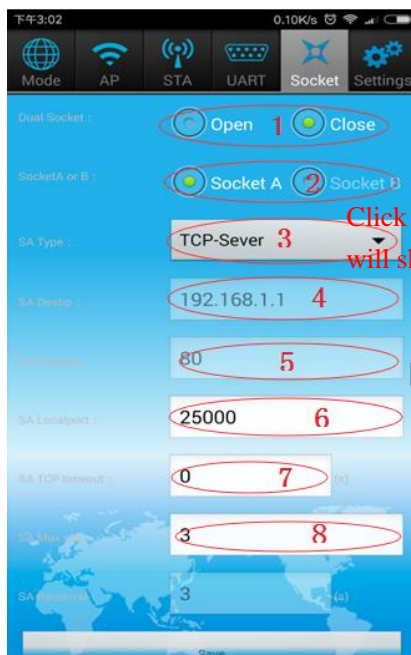 下午3:02 0.10K/s
Mode AP STA UART Socket Settings
Dual Socket : Open 1 Close
SocketA or B : Socket A 2 Socket B
Click
SA Type : TCP-Sever 3
will sl
SA Destip : 192.168.1.1 4
80 5
SA Localport : 25000 6
SA TCP timeout : 0 7 (s)
3 8
3 (s)
Save